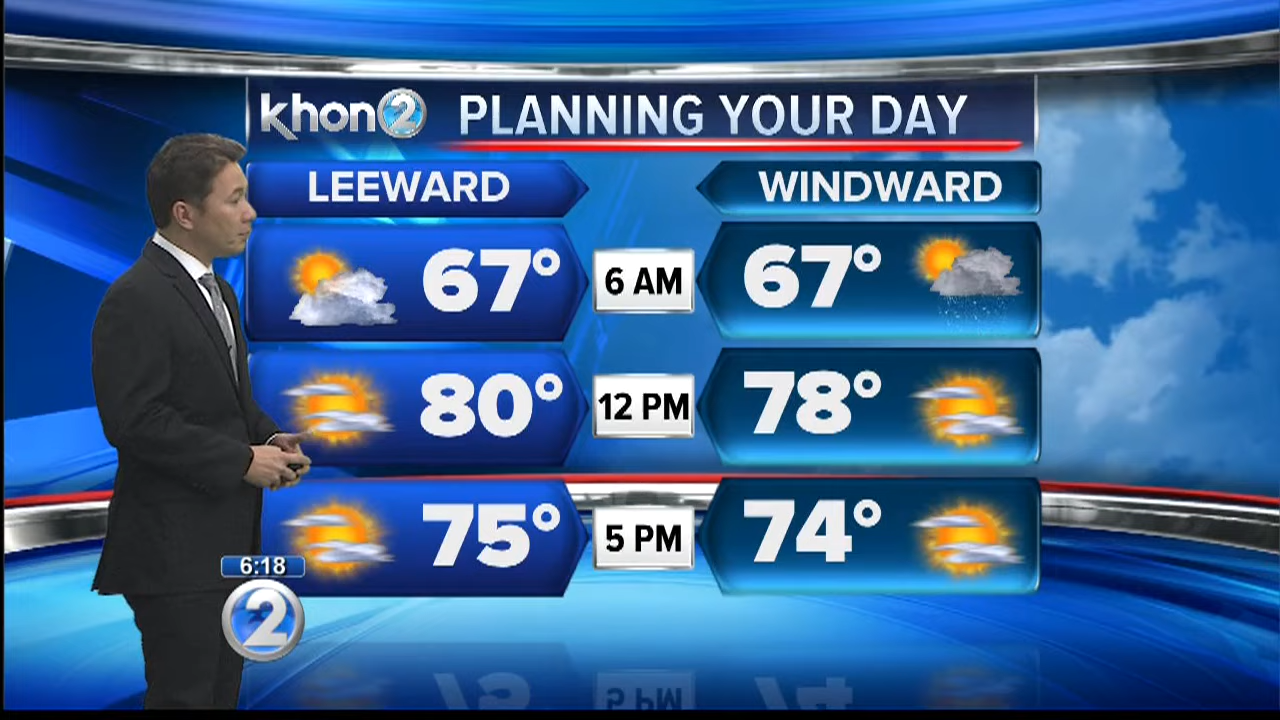 khon2 PLANNING YOUR DAY
LEEWARD WINDWARD
67° 6 AM 67°
80° 12 PM 78°
75° 5 PM 74°
6:18
2